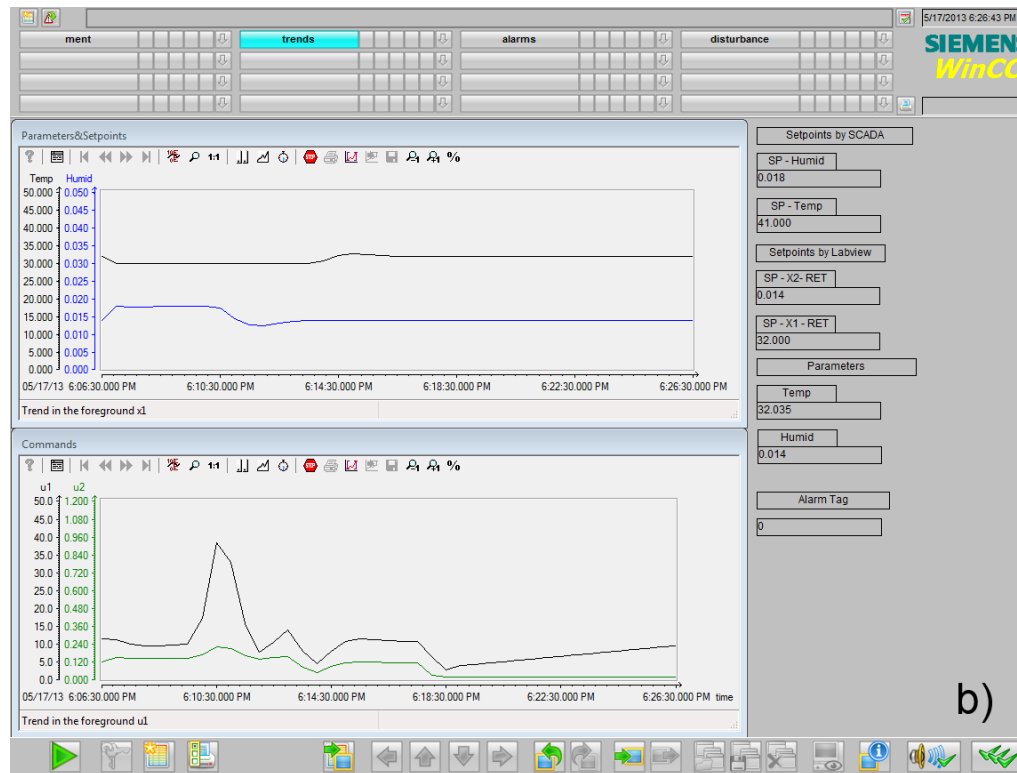 5/17/2013 6:26:43 PM
ment trends alarms disturbance
SIEMENS
WinCC
Parameters&Setpoints
1:1 %
Temp Humid
50.000 0.050
45.000 0.045
40.000 0.040
35.000 0.035
30.000 0.030
25.000 0.025
20.000 0.020
15.000 0.015
10.000 0.010
5.000 0.005
0.000 0.000
05/17/13 6:06:30.000 PM 6:10:30.000 PM 6:14:30.000 PM 6:18:30.000 PM 6:22:30.000 PM 6:26:30.000 PM
Trend in the foreground x1
Commands
1:1 %
u1 u2
50.0 1.200
45.0 1.080
40.0 0.960
35.0 0.840
30.0 0.720
25.0 0.600
20.0 0.480
15.0 0.360
10.0 0.240
5.0 0.120
0.0 0.000
05/17/13 6:06:30.000 PM 6:10:30.000 PM 6:14:30.000 PM 6:18:30.000 PM 6:22:30.000 PM 6:26:30.000 PM time
Trend in the foreground u1
Setpoints by SCADA
SP - Humid
0.018
SP - Temp
41.000
Setpoints by Labview
SP - X2- RET
0.014
SP - X1 - RET
32.000
Parameters
Temp
32.035
Humid
0.014
Alarm Tag
0
b)